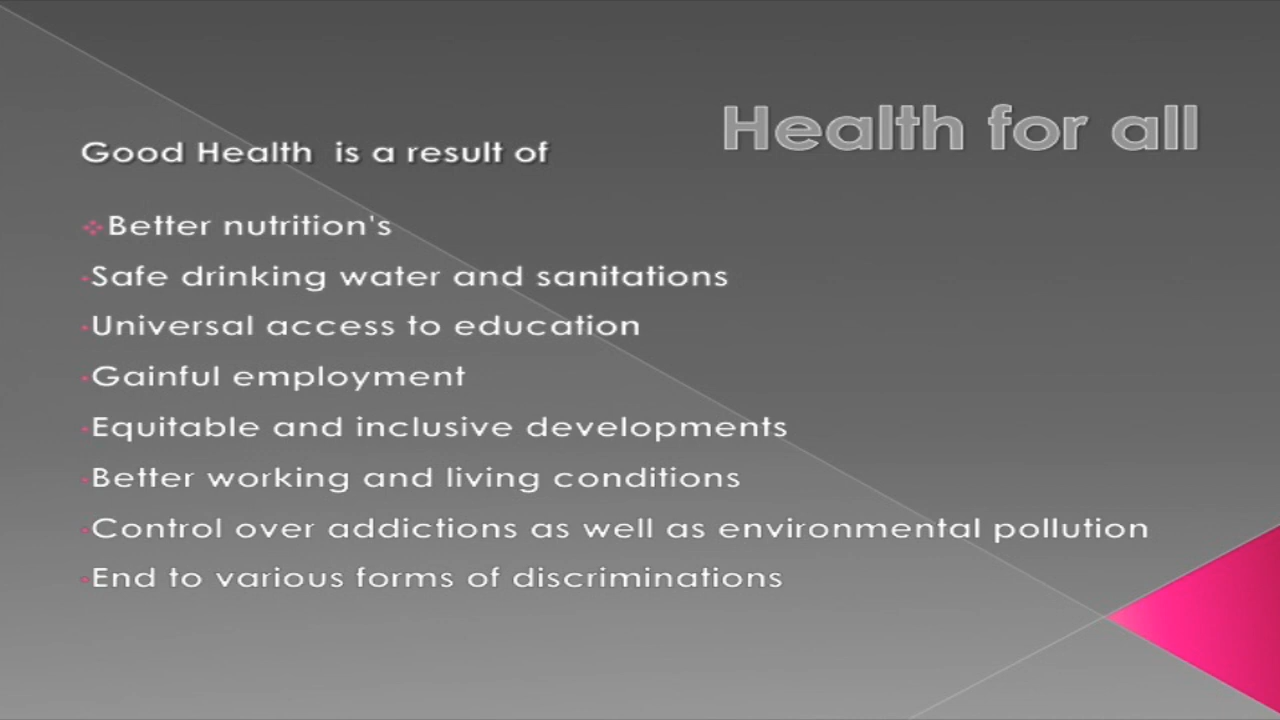 Health for all
Good Health is a result of
Better nutrition's
Safe drinking water and sanitations
Universal access to education
Gainful employment
Equitable and inclusive developments
Better working and living conditions
Control over addictions as well as environmental pollution
End to various forms of discriminations